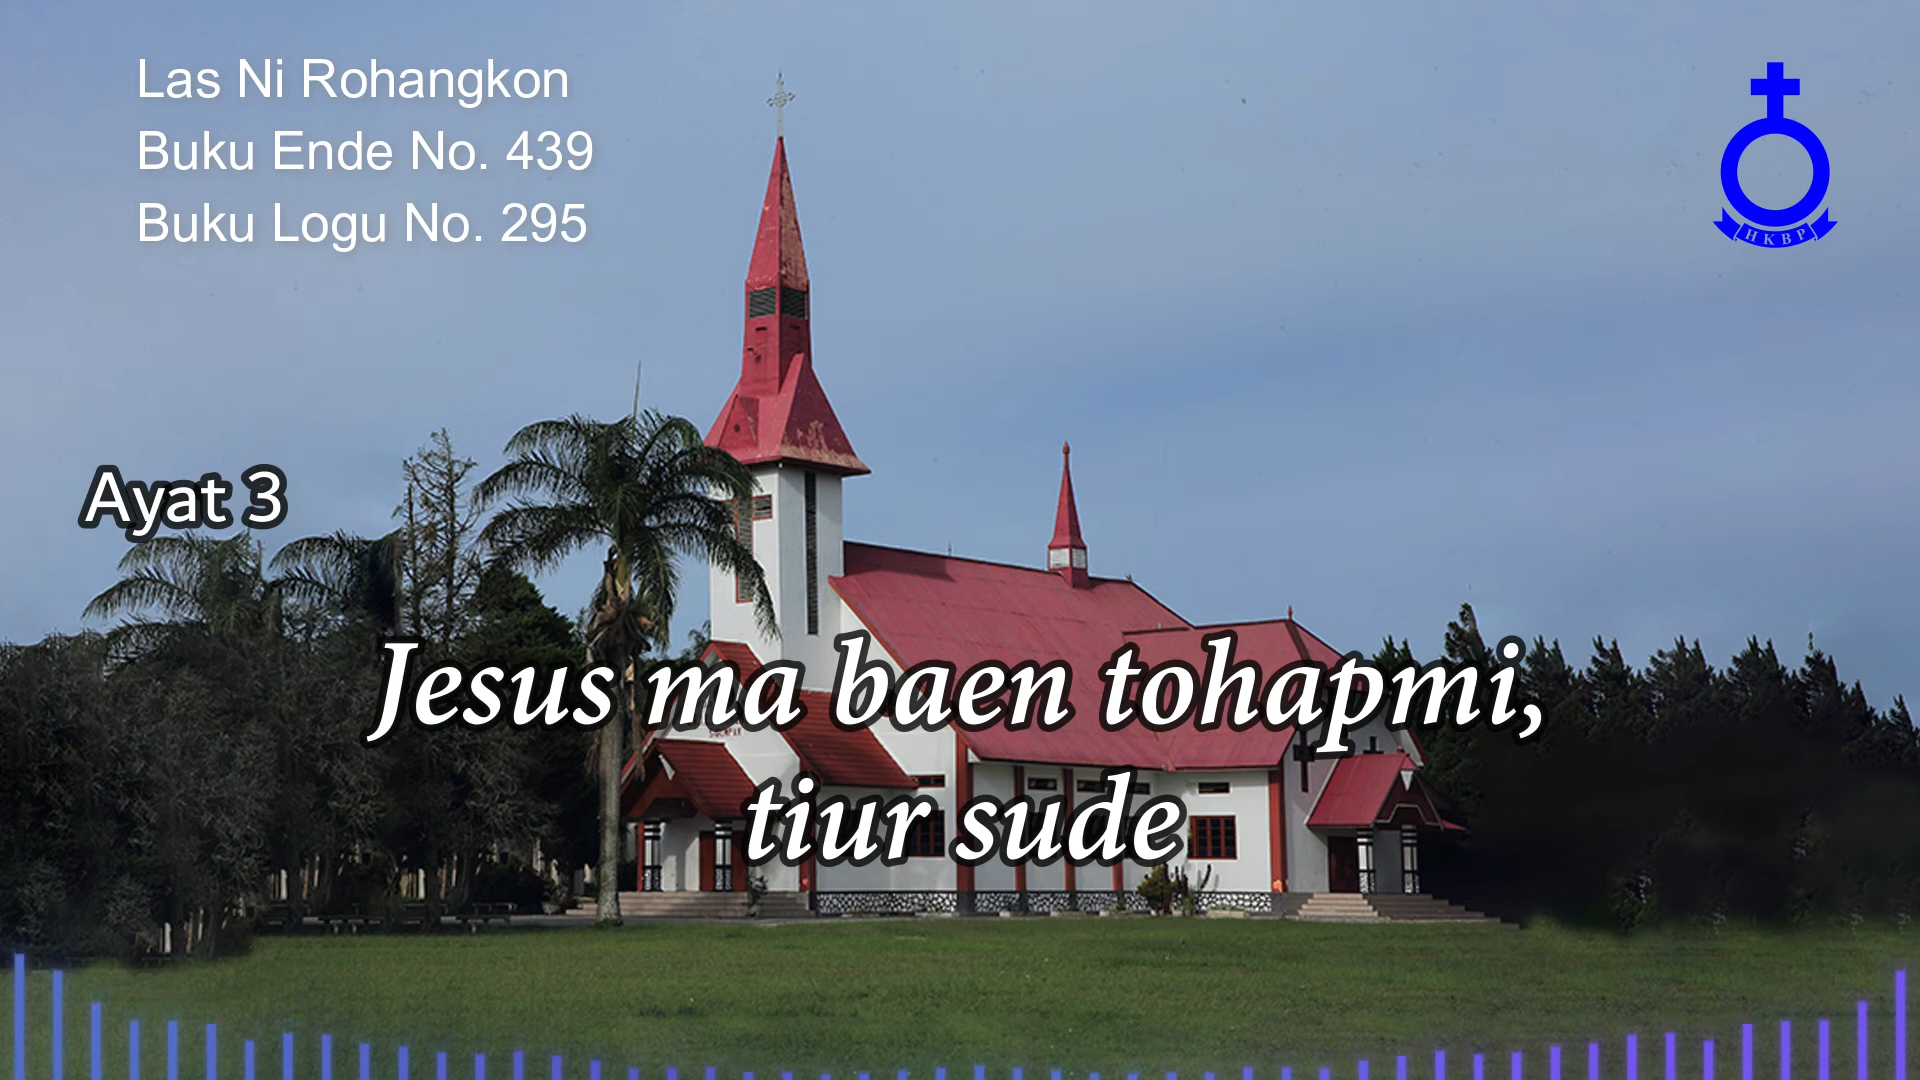 Las Ni Rohangkon
Buku Ende No. 439
Buku Logu No. 295
HKBP
Ayat 3
Jesus ma baen tohapmi,
tiur sude